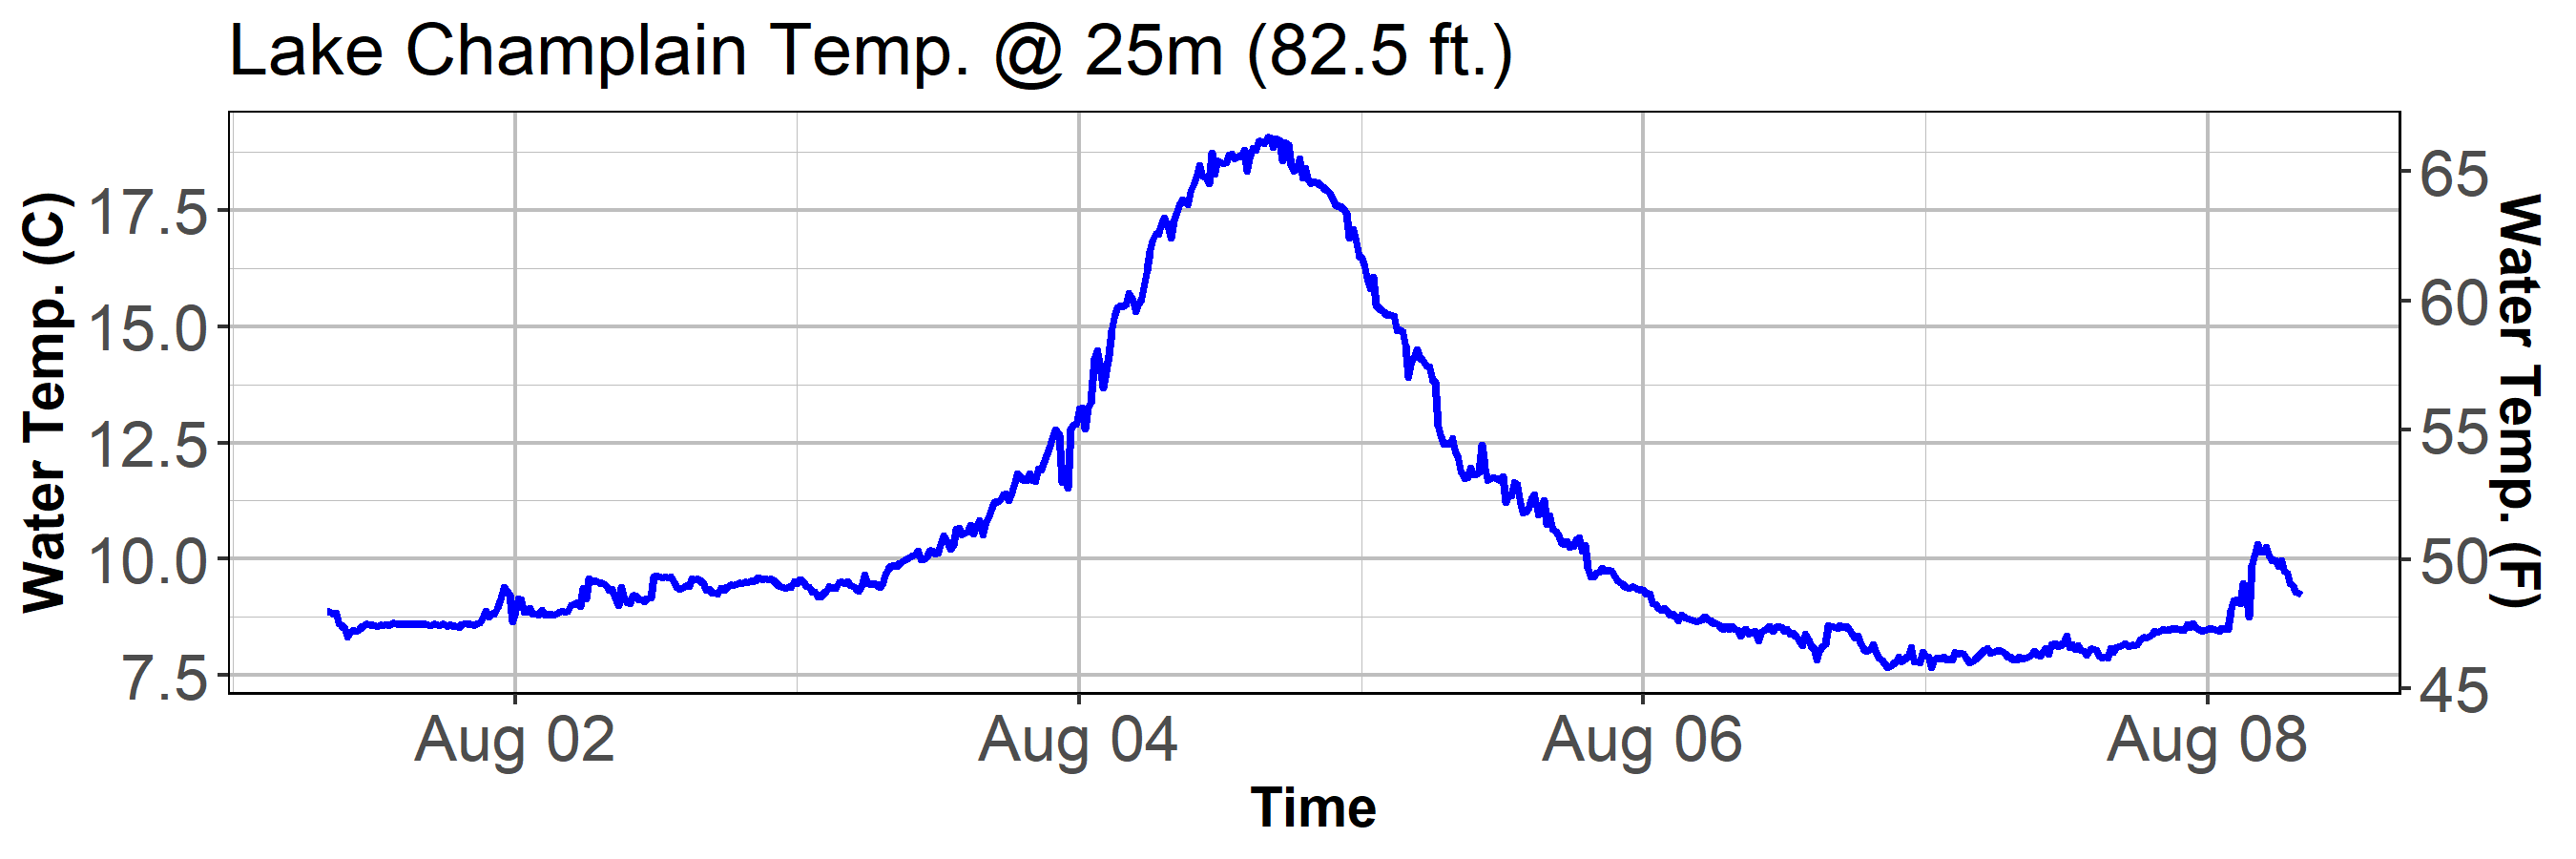 Lake Champlain Temp. @ 25m (82.5 ft.)
Water Temp. (C)
17.5
15.0
12.5
10.0
7.5
65
60
55
50
45
Water Temp. (F)
Aug 02 Aug 04 Aug 06 Aug 08
Time